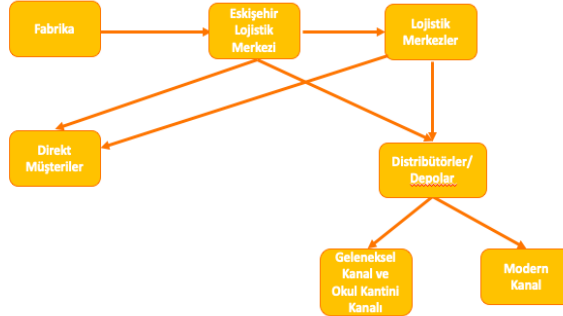 Fabrika
Eskişehir
Lojistik
Merkezi
Lojistik
Merkezler
Direkt
Müşteriler
Distribütörler/
Depolar
Geleneksel
Kanal ve
Okul Kantini
Kanalı
Modern
Kanal